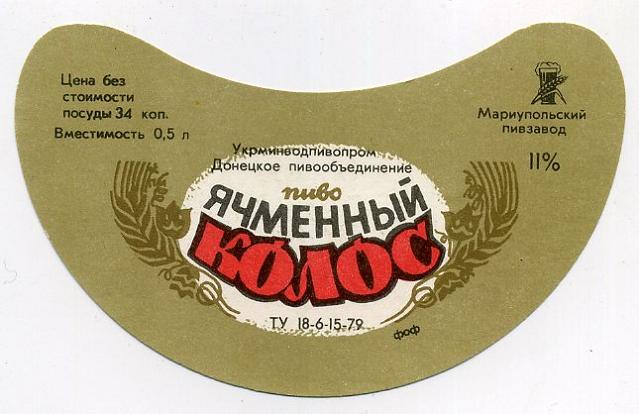 Цена без
стоимости
посуды 34 коп.
Вместимость 0,5 л
Мариупольский
пивзавод
11%
Укрминводпивопром
Донецкое пивообъединение
пиво
ЯЧМЕННЫЙ
КОЛОС
ТУ 18-6-15-79
фоф